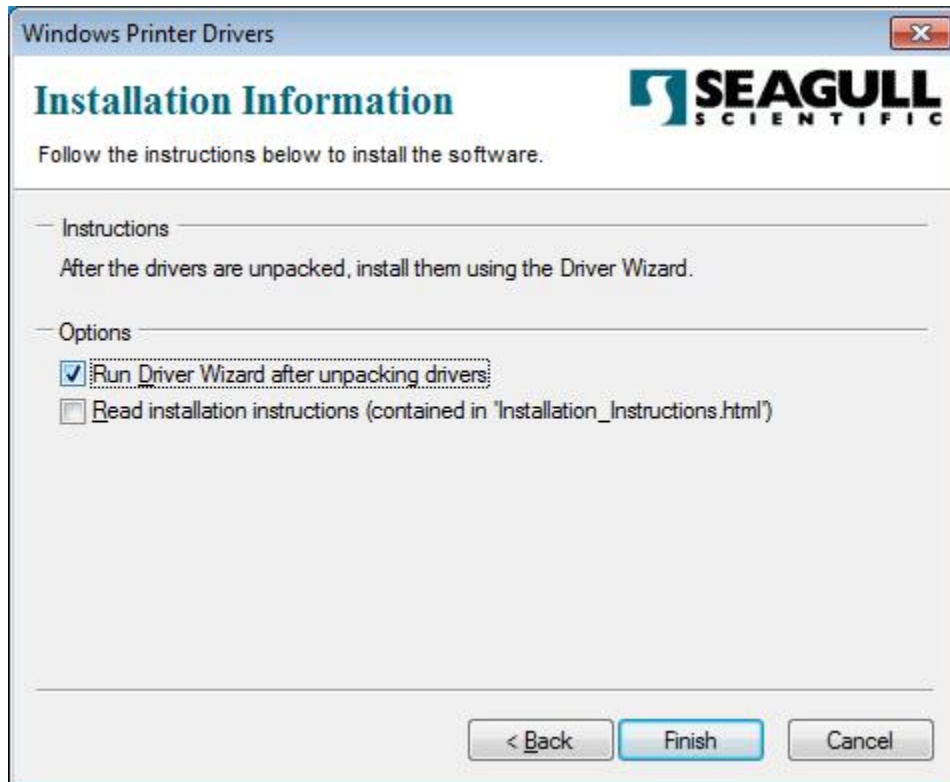 Windows Printer Drivers
Installation Information
SEAGULL
SCIENTIFIC
Follow the instructions below to install the software.
Instructions
After the drivers are unpacked, install them using the Driver Wizard.
Options
Run Driver Wizard after unpacking drivers
Read installation instructions (contained in 'Installation_Instructions.html')
< Back
Finish
Cancel